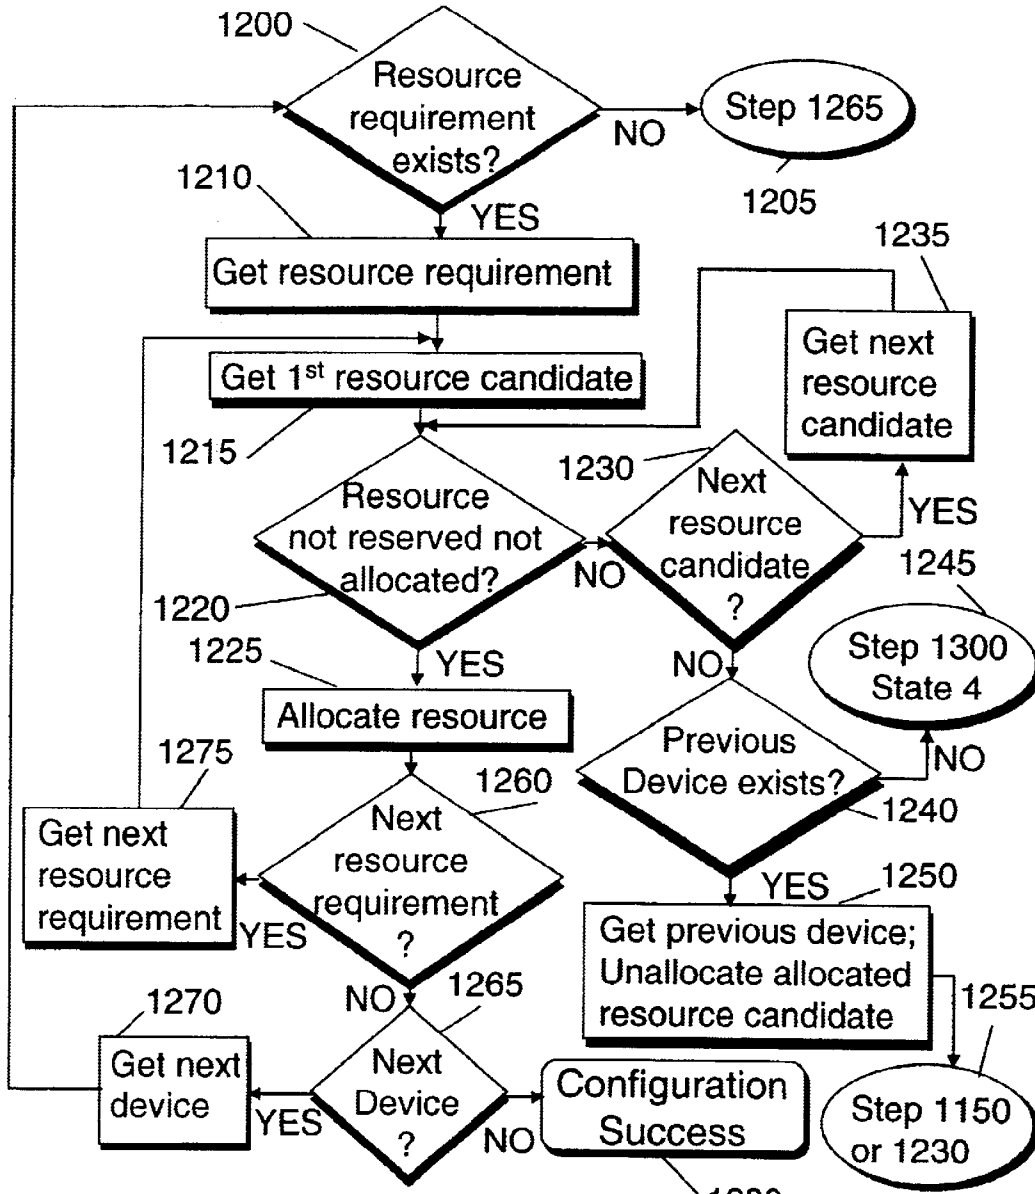 1200
Resource
requirement
exists?
NO
Step 1265
1205
1210
YES
Get resource requirement
1235
Get next
resource
candidate
Get 1st resource candidate
1215
1230
Next
resource
candidate
?
YES
Resource
not reserved not
allocated?
NO
1220
1245
Step 1300
State 4
1225
YES
NO
Allocate resource
Previous
Device exists?
NO
1240
1275
1260
Get next
resource
requirement
YES
Next
resource
requirement
?
YES
1250
Get previous device;
Unallocate allocated
resource candidate
NO
1265
1255
1270
Get next
device
YES
Next
Device
?
NO
Configuration
Success
Step 1150
or 1230